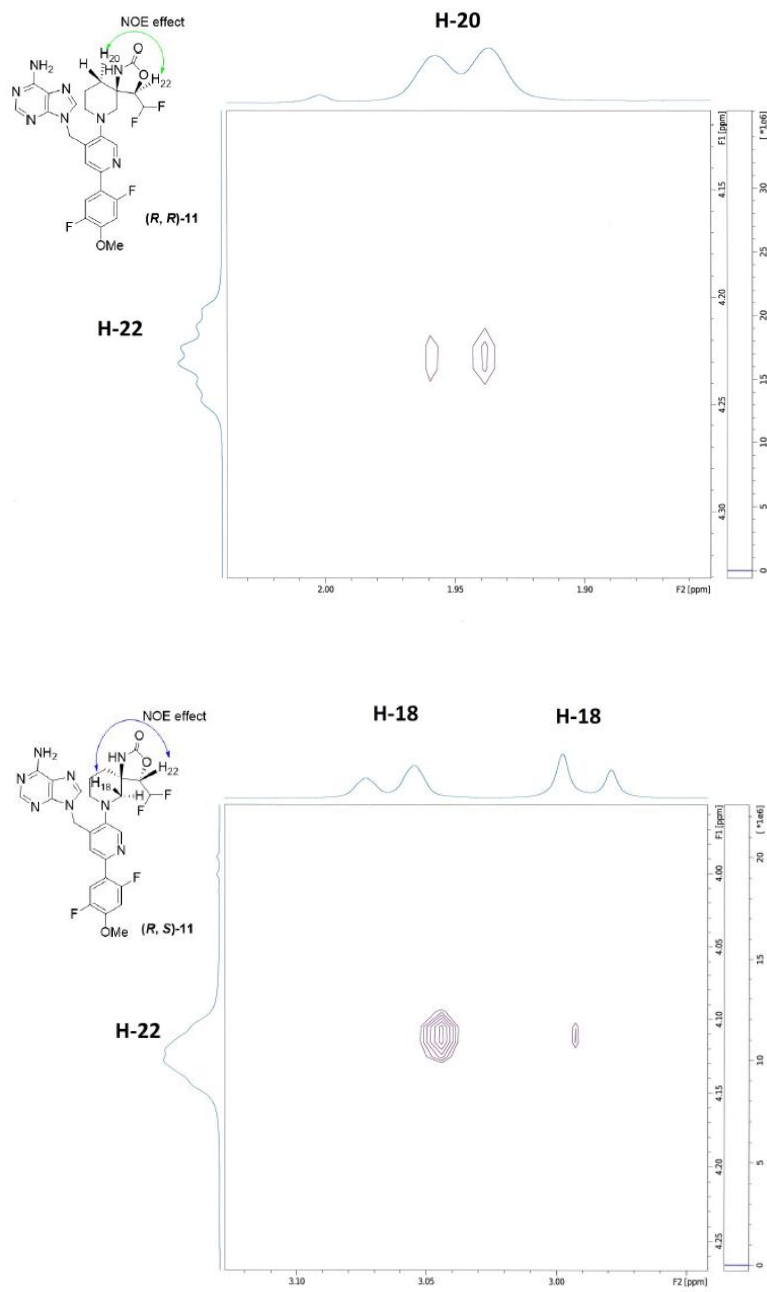 NOE effect
H-20
H
H20
HN
O
O
H22
NH2
N
N
N
N
N
F
F
N
F
F
OMe
(R, R)-11
H-22
F1 [ppm]
4.15
4.20
4.25
4.30
[ *1e6]
30
25
20
15
10
5
0
2.00
1.95
1.90
F2 [ppm]
NOE effect
H-18
H-18
O
HN
O
H22
NH2
H18
H
N
N
N
N
N
F
F
N
F
F
OMe
(R, S)-11
H-22
F1 [ppm]
4.00
4.05
4.10
4.15
4.20
4.25
[ *1e6]
20
15
10
5
0
3.10
3.05
3.00
F2 [ppm]